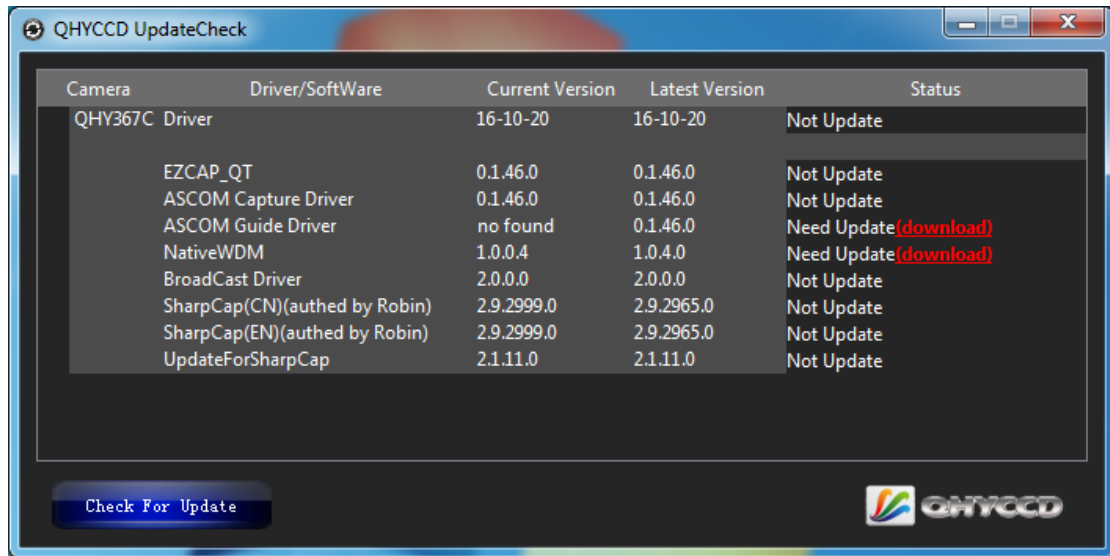 QHYCCD UpdateCheck
Camera Driver/SoftWare Current Version Latest Version Status
QHY367C Driver 16-10-20 16-10-20 Not Update
EZCAP_QT 0.1.46.0 0.1.46.0 Not Update
ASCOM Capture Driver 0.1.46.0 0.1.46.0 Not Update
ASCOM Guide Driver no found 0.1.46.0 Need Update(download)
NativeWDM 1.0.0.4 1.0.4.0 Need Update(download)
BroadCast Driver 2.0.0.0 2.0.0.0 Not Update
SharpCap(CN)(authed by Robin) 2.9.2999.0 2.9.2965.0 Not Update
SharpCap(EN)(authed by Robin) 2.9.2999.0 2.9.2965.0 Not Update
UpdateForSharpCap 2.1.11.0 2.1.11.0 Not Update
Check For Update QHYCCD